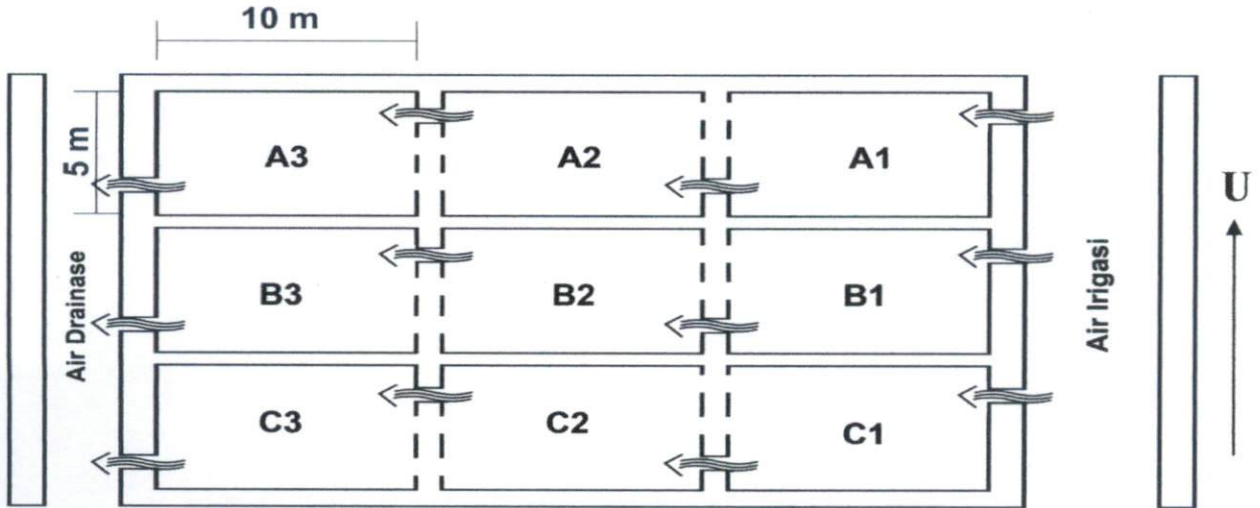 10 m
5 m
A3 A2 A1
B3 B2 B1
C3 C2 C1
Air Drainase
Air Irigasi
U